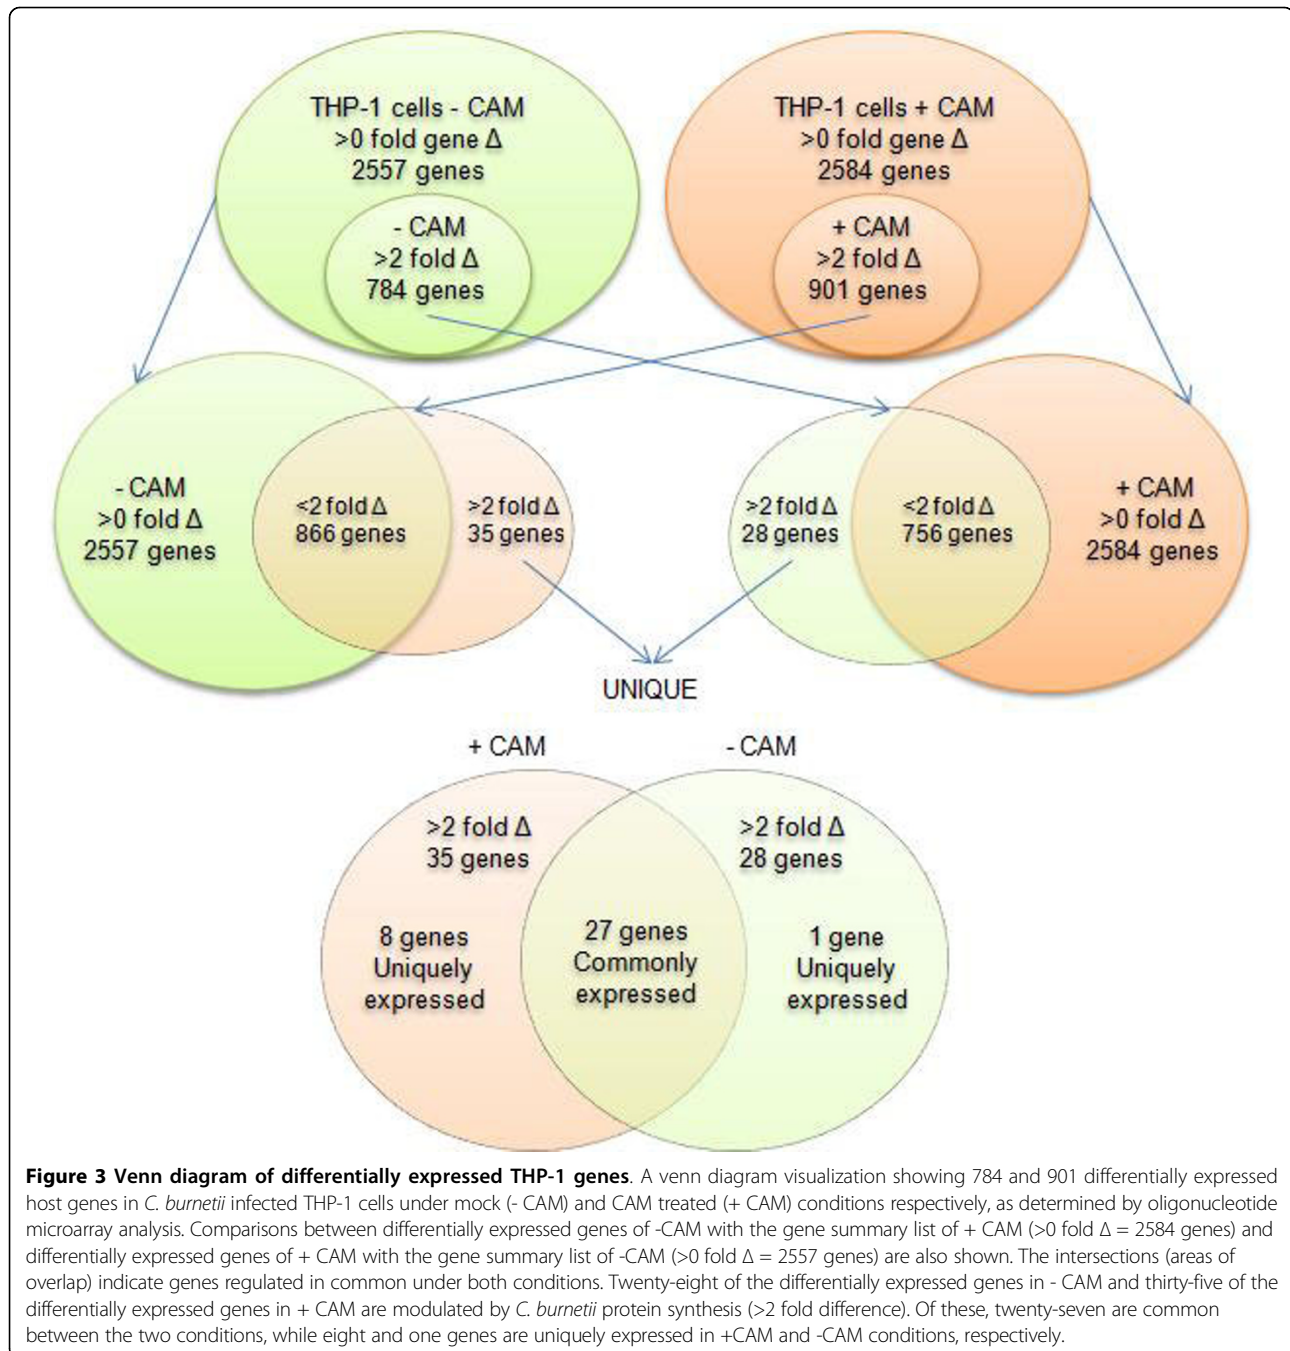 THP-1 cells - CAM
>0 fold gene Δ
2557 genes
- CAM
>2 fold Δ
784 genes
THP-1 cells + CAM
>0 fold gene Δ
2584 genes
+ CAM
>2 fold Δ
901 genes
- CAM
>0 fold Δ
2557 genes
<2 fold Δ
866 genes
>2 fold Δ
35 genes
>2 fold Δ
28 genes
<2 fold Δ
756 genes
+ CAM
>0 fold Δ
2584 genes
UNIQUE
+ CAM
- CAM
>2 fold Δ
35 genes
>2 fold Δ
28 genes
8 genes
Uniquely
expressed
27 genes
Commonly
expressed
1 gene
Uniquely
expressed
Figure 3 Venn diagram of differentially expressed THP-1 genes. A venn diagram visualization showing 784 and 901 differentially expressed
host genes in C. burnetii infected THP-1 cells under mock (- CAM) and CAM treated (+ CAM) conditions respectively, as determined by oligonucleotide
microarray analysis. Comparisons between differentially expressed genes of -CAM with the gene summary list of + CAM (>0 fold Δ = 2584 genes) and
differentially expressed genes of + CAM with the gene summary list of -CAM (>0 fold Δ = 2557 genes) are also shown. The intersections (areas of
overlap) indicate genes regulated in common under both conditions. Twenty-eight of the differentially expressed genes in - CAM and thirty-five of the
differentially expressed genes in + CAM are modulated by C. burnetii protein synthesis (>2 fold difference). Of these, twenty-seven are common
between the two conditions, while eight and one genes are uniquely expressed in +CAM and -CAM conditions, respectively.